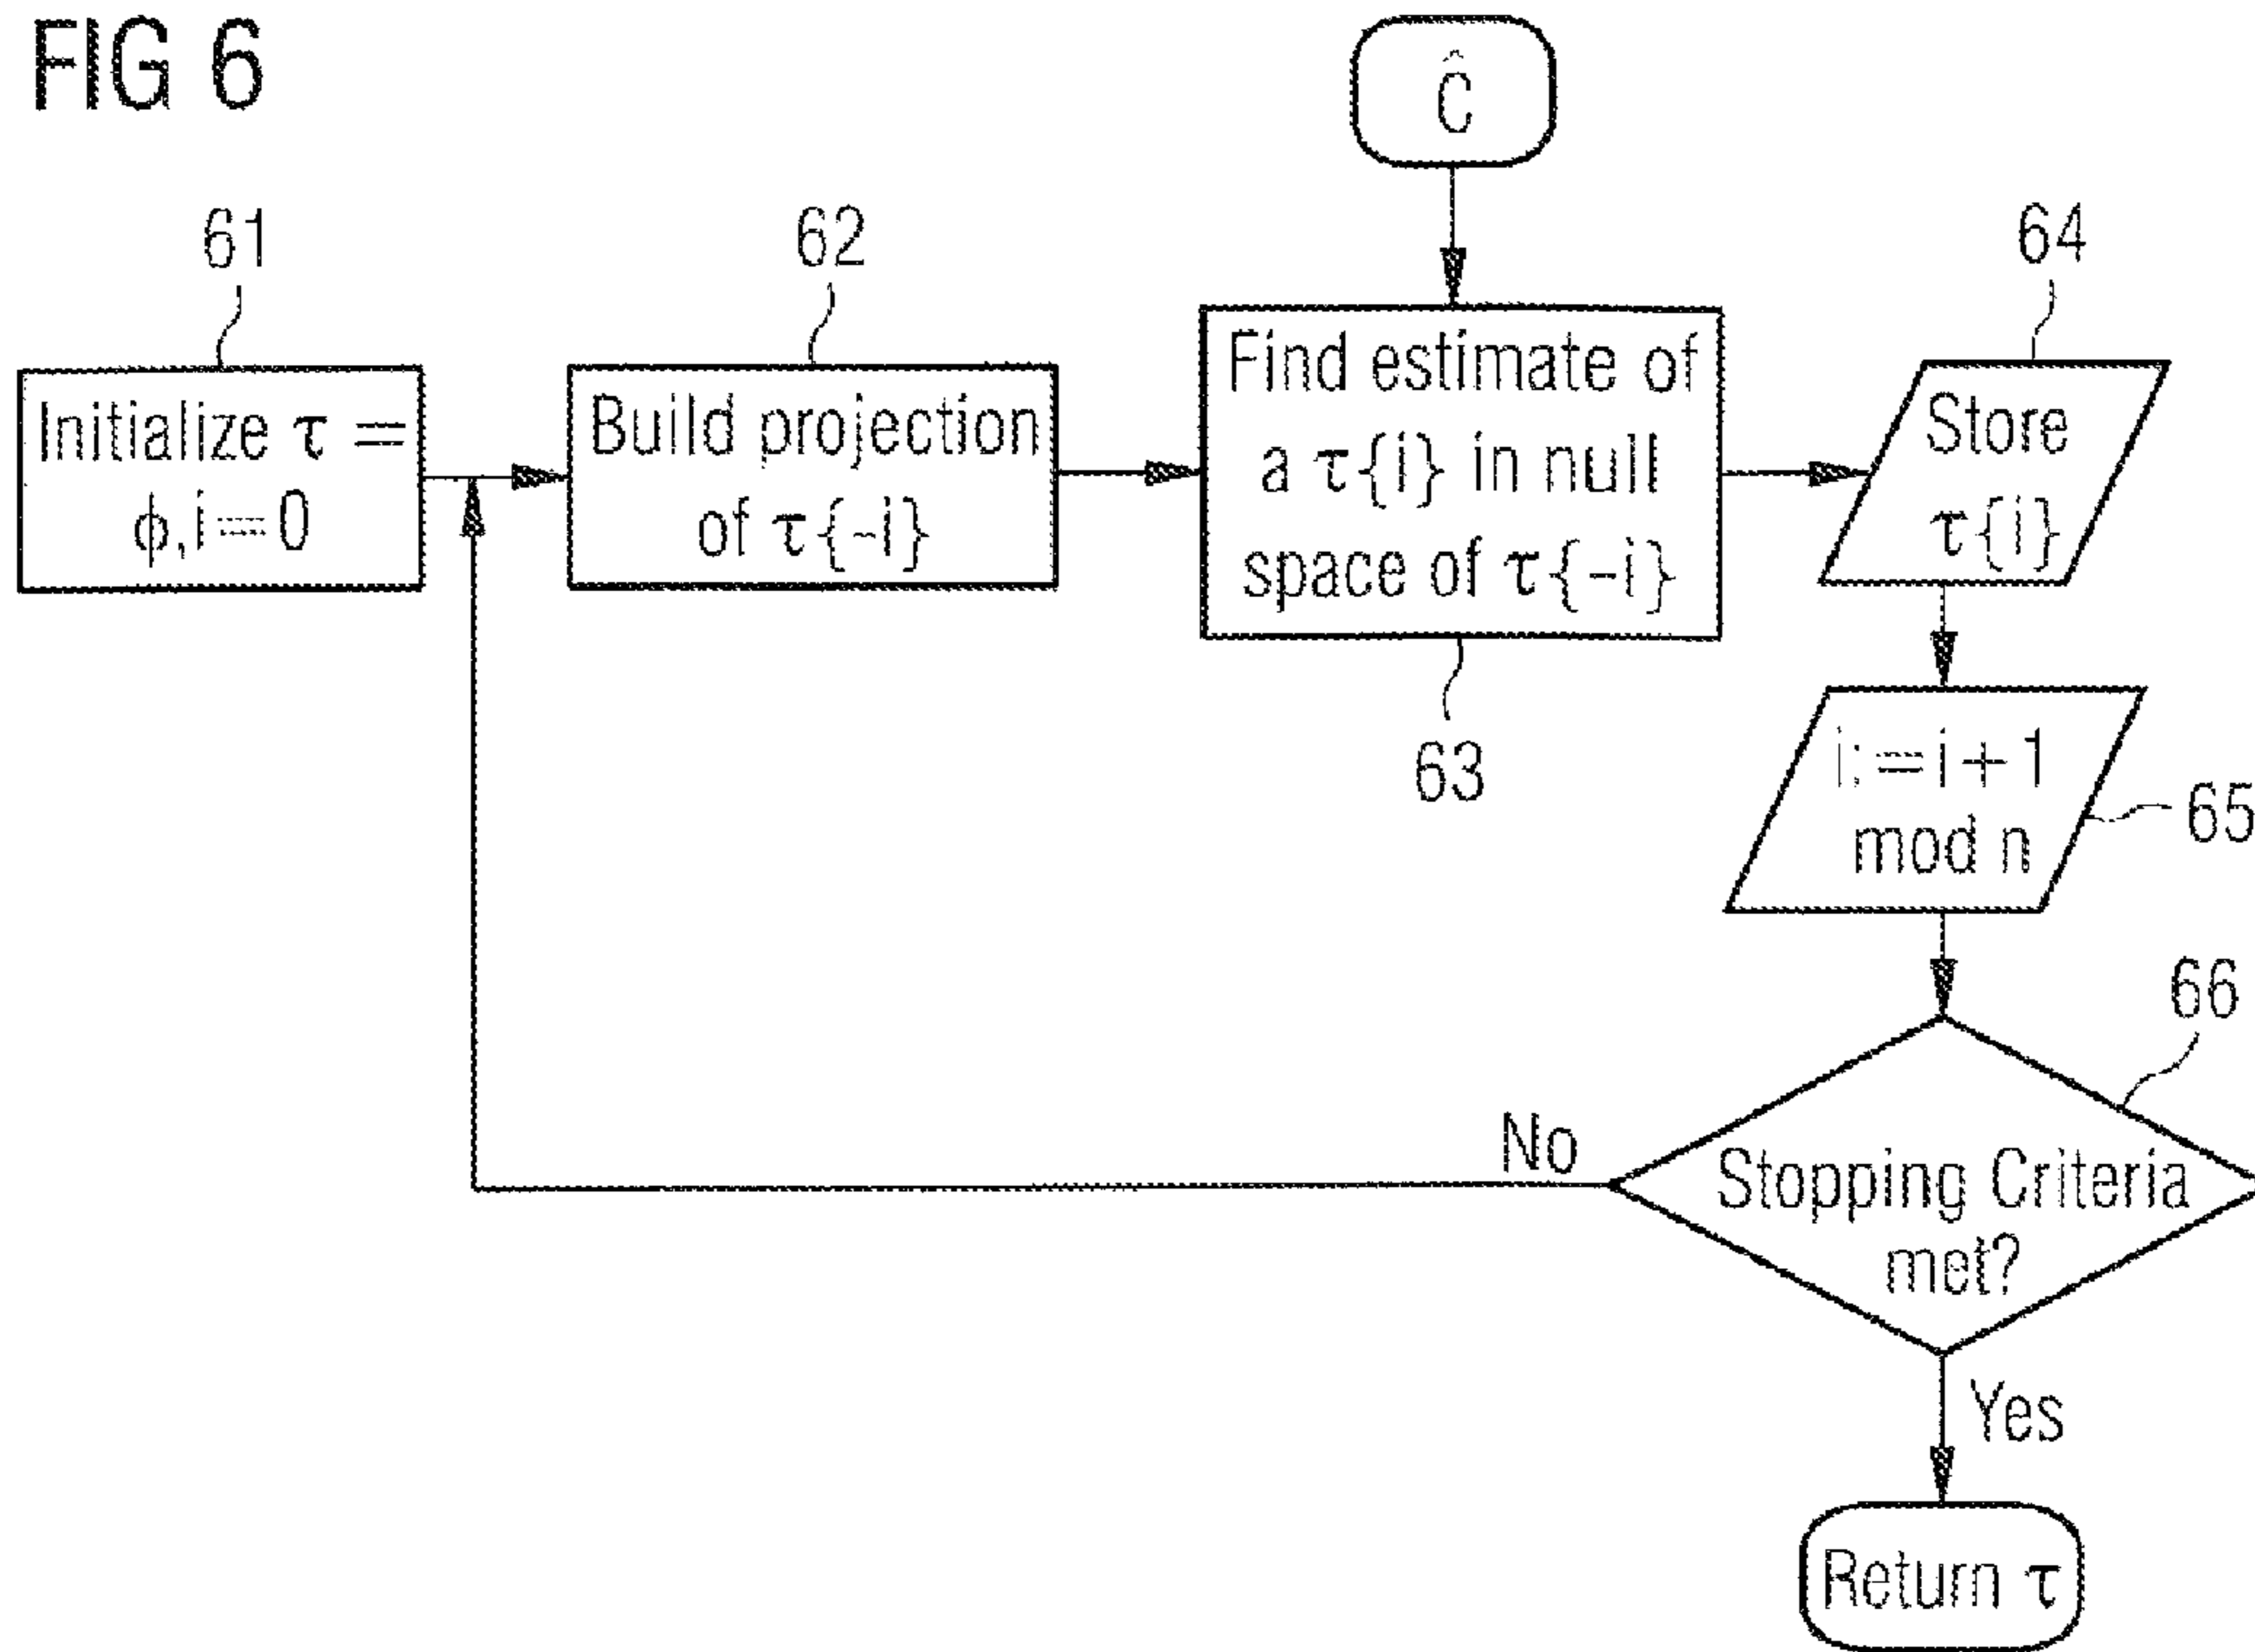 FIG 6
Ĉ
61
62
64
Initialize τ =
ϕ, i = 0
Build projection
of τ{-i}
Find estimate of
a τ{i} in null
space of τ{-i}
Store
τ{i}
63
i: = i + 1
mod n
65
66
No
Stopping Criteria
met?
Yes
Return τ